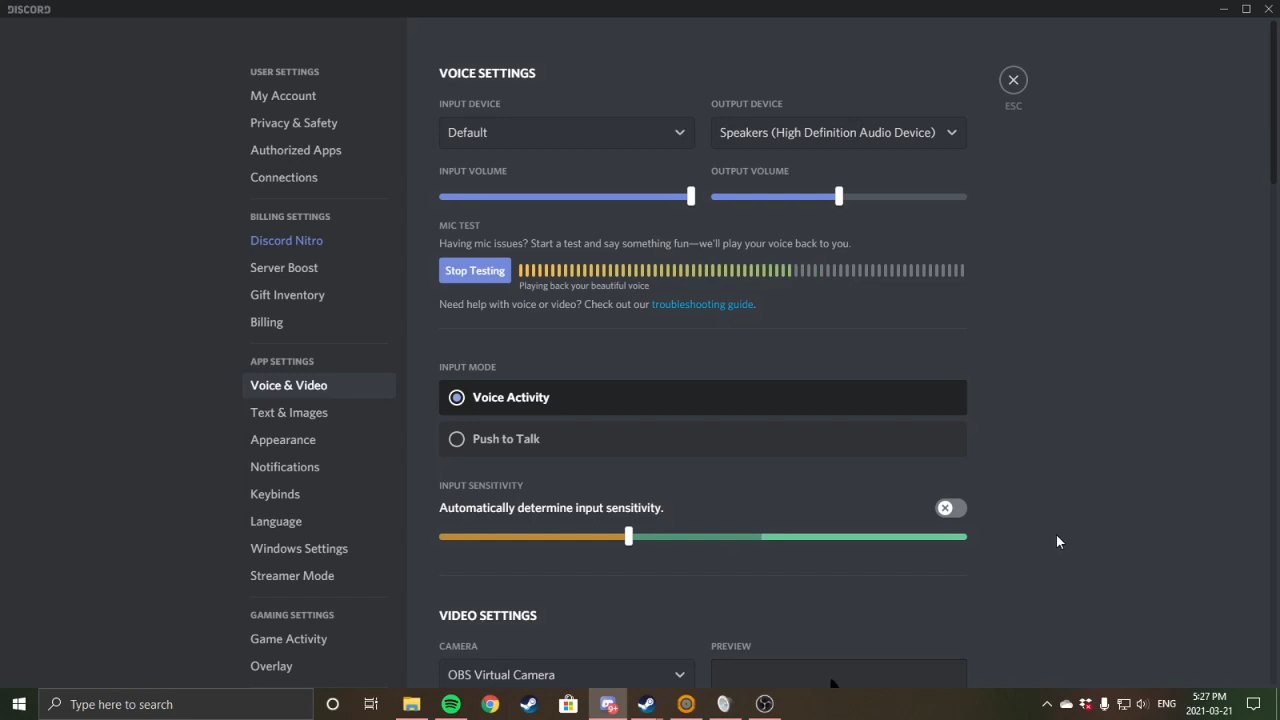 DISCORD
USER SETTINGS
My Account
Privacy & Safety
Authorized Apps
Connections
BILLING SETTINGS
Discord Nitro
Server Boost
Gift Inventory
Billing
APP SETTINGS
Voice & Video
Text & Images
Appearance
Notifications
Keybinds
Language
Windows Settings
Streamer Mode
GAMING SETTINGS
Game Activity
Overlay
VOICE SETTINGS
ESC
INPUT DEVICE
OUTPUT DEVICE
Default
Speakers (High Definition Audio Device)
INPUT VOLUME
OUTPUT VOLUME
MIC TEST
Having mic issues? Start a test and say something fun—we'll play your voice back to you.
Stop Testing
Playing back your beautiful voice
Need help with voice or video? Check out our troubleshooting guide.
INPUT MODE
Voice Activity
Push to Talk
INPUT SENSITIVITY
Automatically determine input sensitivity.
VIDEO SETTINGS
CAMERA
PREVIEW
OBS Virtual Camera
Type here to search
9+
ENG
5:27 PM
2021-03-21